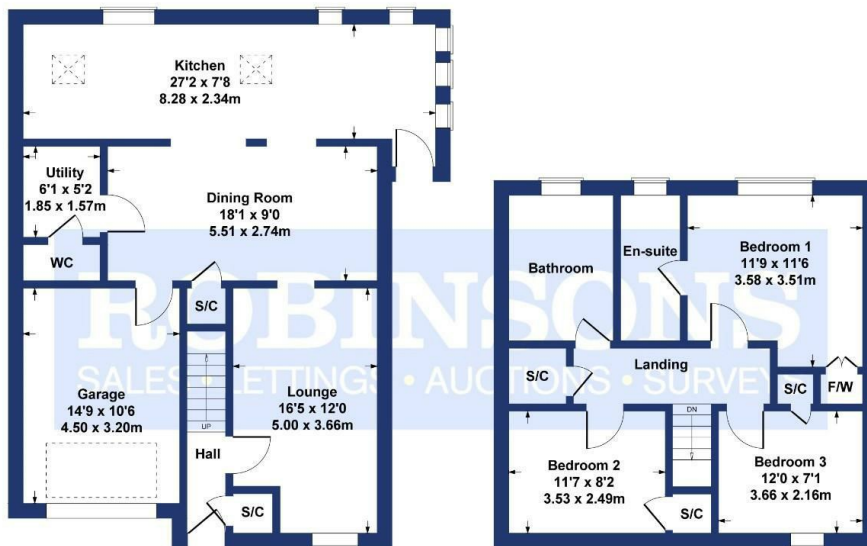 Kitchen
27'2 x 7'8
8.28 x 2.34m
Utility
6'1 x 5'2
1.85 x 1.57m
Dining Room
18'1 x 9'0
5.51 x 2.74m
WC
S/C
Garage
14'9 x 10'6
4.50 x 3.20m
UP
Hall
Lounge
16'5 x 12'0
5.00 x 3.66m
S/C
Bathroom
En-suite
Bedroom 1
11'9 x 11'6
3.58 x 3.51m
S/C
Landing
S/C
F/W
DN
Bedroom 2
11'7 x 8'2
3.53 x 2.49m
S/C
Bedroom 3
12'0 x 7'1
3.66 x 2.16m
ROBINSONS
SALES • LETTINGS • AUCTIONS • SURVEYS